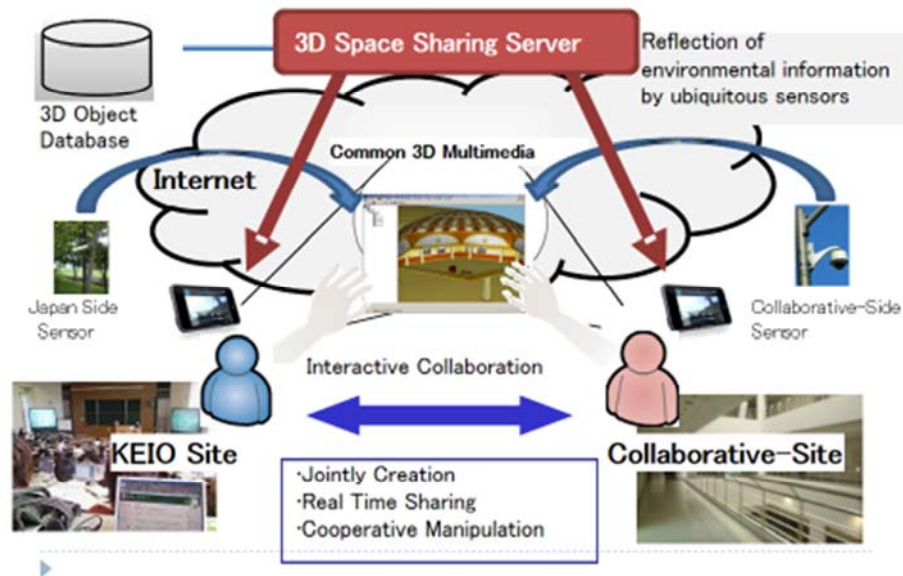 3D Space Sharing Server
Reflection of
environmental information
by ubiquitous sensors
3D Object
Database
Common 3D Multimedia
Internet
Japan Side
Sensor
Collaborative-Side
Sensor
Interactive Collaboration
KEIO Site
Collaborative-Site
·Jointly Creation
·Real Time Sharing
·Cooperative Manipulation